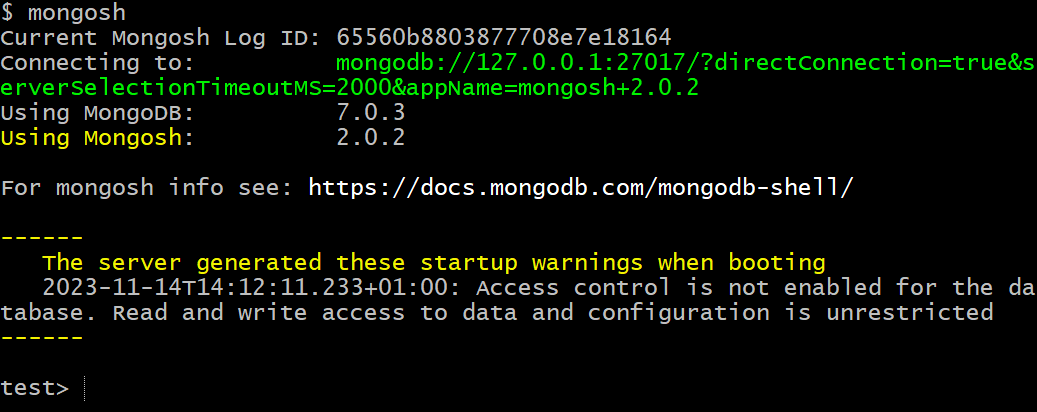 $ mongosh
Current Mongosh Log ID: 65560b8803877708e7e18164
Connecting to:          mongodb://127.0.0.1:27017/?directConnection=true&s
erverSelectionTimeoutMS=2000&appName=mongosh+2.0.2
Using MongoDB:          7.0.3
Using Mongosh:          2.0.2
For mongosh info see: https://docs.mongodb.com/mongodb-shell/
------
   The server generated these startup warnings when booting
   2023-11-14T14:12:11.233+01:00: Access control is not enabled for the da
tabase. Read and write access to data and configuration is unrestricted
------
test>